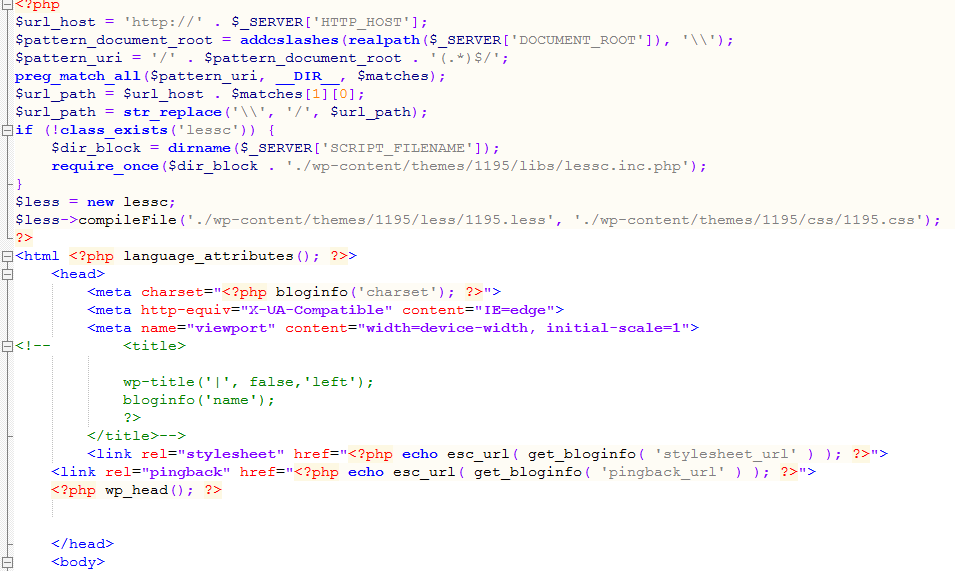 <?php
$url_host = 'http://' . $_SERVER['HTTP_HOST'];
$pattern_document_root = addcslashes(realpath($_SERVER['DOCUMENT_ROOT']), '\\');
$pattern_uri = '/' . $pattern_document_root . '(.*)$/';
preg_match_all($pattern_uri, __DIR__, $matches);
$url_path = $url_host . $matches[1][0];
$url_path = str_replace('\\', '/', $url_path);
if (!class_exists('lessc')) {
    $dir_block = dirname($_SERVER['SCRIPT_FILENAME']);
    require_once($dir_block . './wp-content/themes/1195/libs/lessc.inc.php');
}
$less = new lessc;
$less->compileFile('./wp-content/themes/1195/less/1195.less', './wp-content/themes/1195/css/1195.css');
?>
<html <?php language_attributes(); ?>>
    <head>
        <meta charset="<?php bloginfo('charset'); ?>">
        <meta http-equiv="X-UA-Compatible" content="IE=edge">
        <meta name="viewport" content="width=device-width, initial-scale=1">
<!--        <title>
            wp-title('|', false,'left');
            bloginfo('name');
            ?>
        </title>-->
        <link rel="stylesheet" href="<?php echo esc_url( get_bloginfo( 'stylesheet_url' ) ); ?>">
    <link rel="pingback" href="<?php echo esc_url( get_bloginfo( 'pingback_url' ) ); ?>">
    <?php wp_head(); ?>
    </head>
    <body>